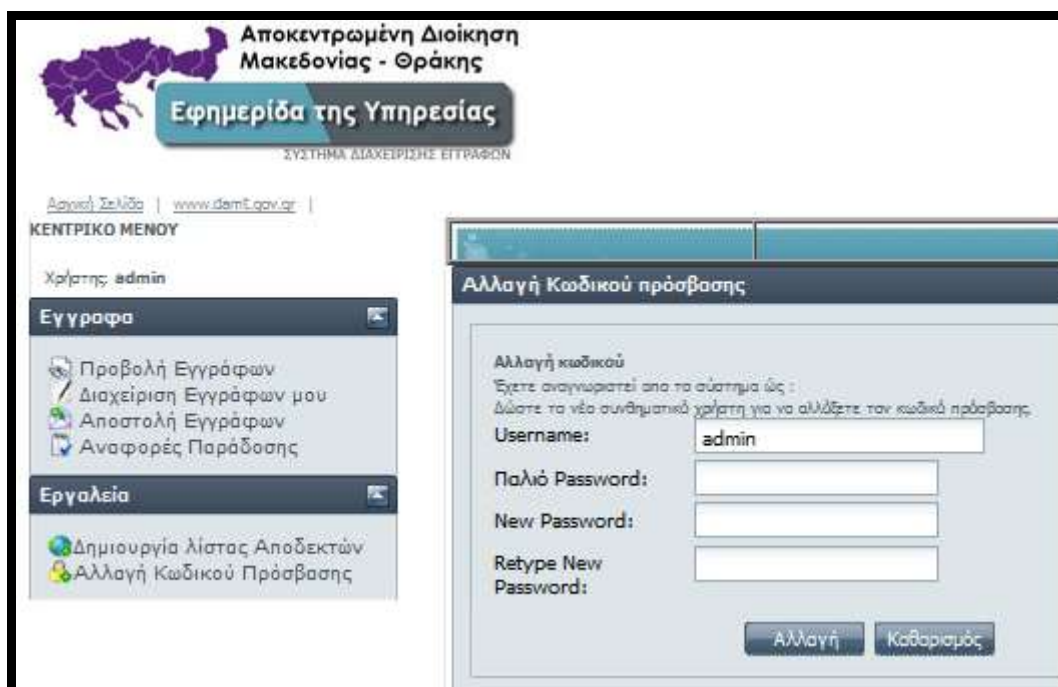 Αποκεντρωμένη Διοίκηση
Μακεδονίας - Θράκης
Εφημερίδα της Υπηρεσίας
ΣΥΣΤΗΜΑ ΔΙΑΧΕΙΡΙΣΗΣ ΕΓΓΡΑΦΩΝ
Αρχική Σελίδα | www.damt.gov.gr |
ΚΕΝΤΡΙΚΟ ΜΕΝΟΥ
Χρήστης: admin
Εγγραφα
Προβολή Εγγράφων
Διαχείριση Εγγράφων μου
Αποστολή Εγγράφων
Αναφορές Παράδοσης
Εργαλεία
Δημιουργία λίστας Αποδεκτών
Αλλαγή Κωδικού Πρόσβασης
Αλλαγή Κωδικού πρόσβασης
Αλλαγή κωδικού
Έχετε αναγνωριστεί απο το σύστημα ώς :
Δώστε το νέο συνθηματικό χρήστη για να αλλάξετε τον κωδικό πρόσβασης.
Username: admin
Παλιό Password:
New Password:
Retype New
Password:
Αλλαγή Καθαρισμός